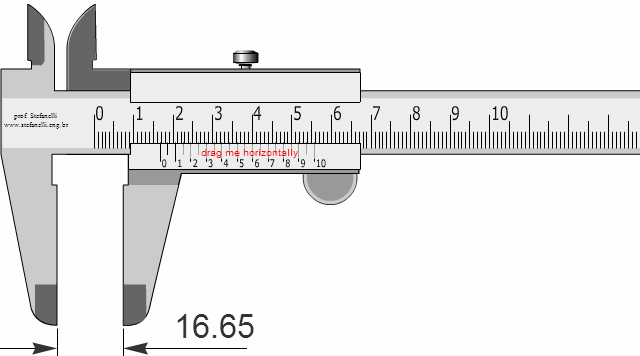 prof. Stefanelli
www.stefanelli.eng.br
0 1 2 3 4 5 6 7 8 9 10
drag me horizontally
0 1 2 3 4 5 6 7 8 9 10
16.65